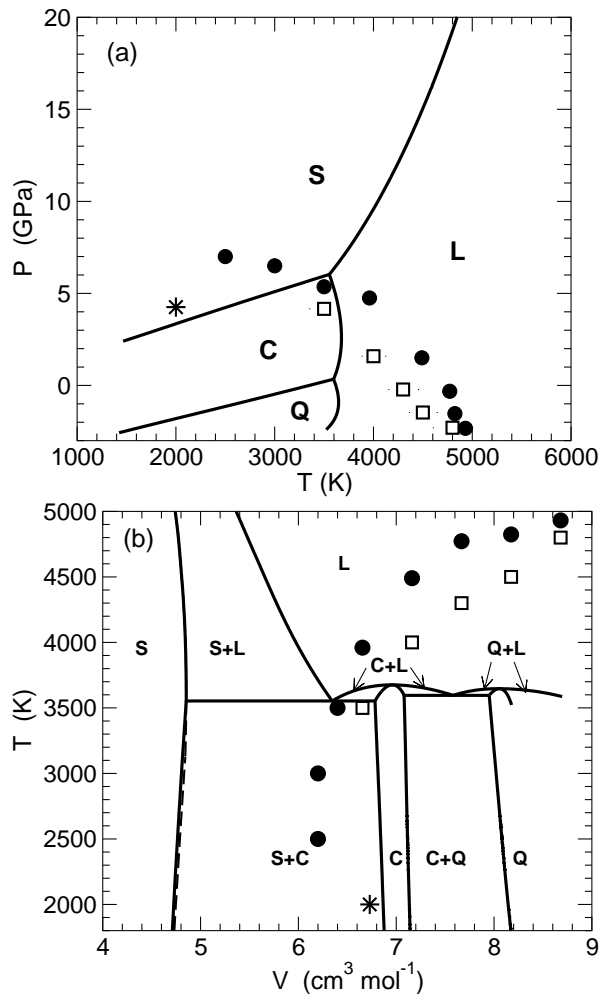 (a)
20
15
10
5
0
P (GPa)
S
L
C
Q
1000 2000 3000 4000 5000 6000
T (K)
(b)
5000
4500
4000
3500
3000
2500
2000
T (K)
L
S
S+L
C+L
Q+L
S+C
C
C+Q
Q
4 5 6 7 8 9
V (cm³ mol⁻¹)